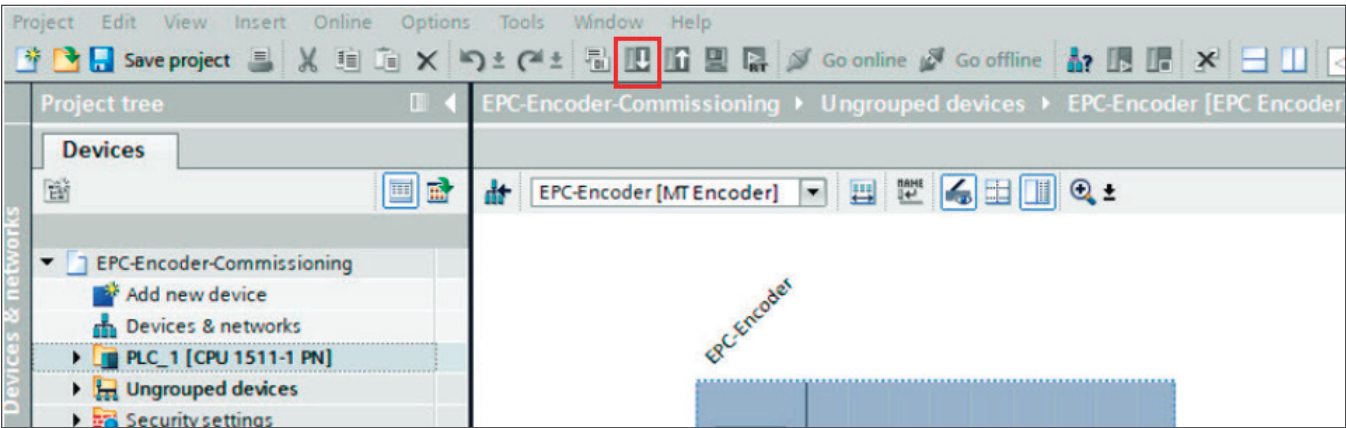 Project Edit View Insert Online Options Tools Window Help
Save project RT Go online Go offline
Project tree
EPC-Encoder-Commissioning Ungrouped devices EPC-Encoder [EPC Encoder]
Devices
EPC-Encoder [MT Encoder] NAME
Devices & networks
EPC-Encoder-Commissioning
Add new device
Devices & networks
PLC_1 [CPU 1511-1 PN]
Ungrouped devices
Security settings
EPC-Encoder